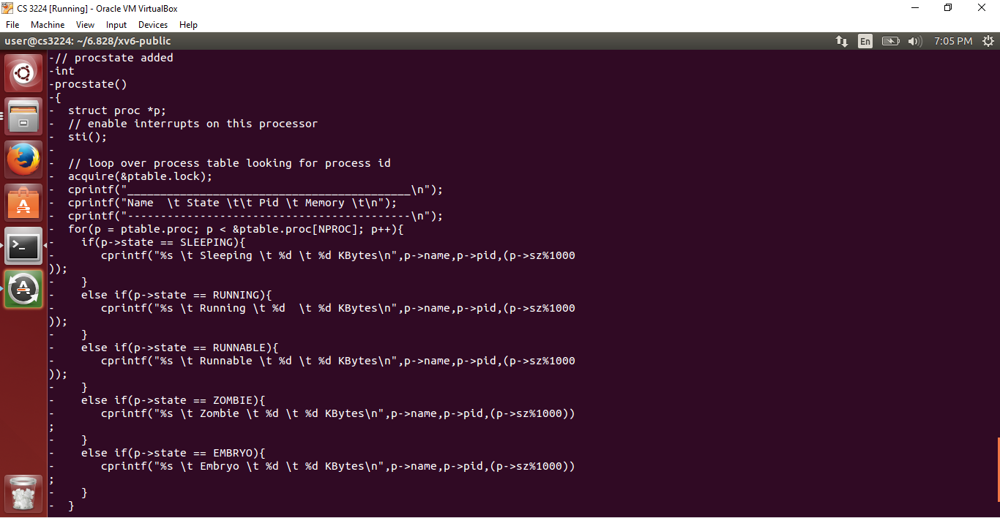 CS 3224 [Running] - Oracle VM VirtualBox
File Machine View Input Devices Help
user@cs3224: ~/6.828/xv6-public En 7:05 PM
-// procstate added
-int
-procstate()
-{
-  struct proc *p;
-  // enable interrupts on this processor
-  sti();
-
-  // loop over process table looking for process id
-  acquire(&ptable.lock);
-  cprintf("___________________________________________\n");
-  cprintf("Name  \t State \t\t Pid \t Memory \t\n");
-  cprintf("-------------------------------------------\n");
-  for(p = ptable.proc; p < &ptable.proc[NPROC]; p++){
-    if(p->state == SLEEPING){
-       cprintf("%s \t Sleeping \t %d \t %d KBytes\n",p->name,p->pid,(p->sz%1000
));
-    }
-    else if(p->state == RUNNING){
-       cprintf("%s \t Running \t %d  \t %d KBytes\n",p->name,p->pid,(p->sz%1000
));
-    }
-    else if(p->state == RUNNABLE){
-       cprintf("%s \t Runnable \t %d \t %d KBytes\n",p->name,p->pid,(p->sz%1000
));
-    }
-    else if(p->state == ZOMBIE){
-       cprintf("%s \t Zombie \t %d \t %d KBytes\n",p->name,p->pid,(p->sz%1000))
;
-    }
-    else if(p->state == EMBRYO){
-       cprintf("%s \t Embryo \t %d \t %d KBytes\n",p->name,p->pid,(p->sz%1000))
;
-    }
-  }